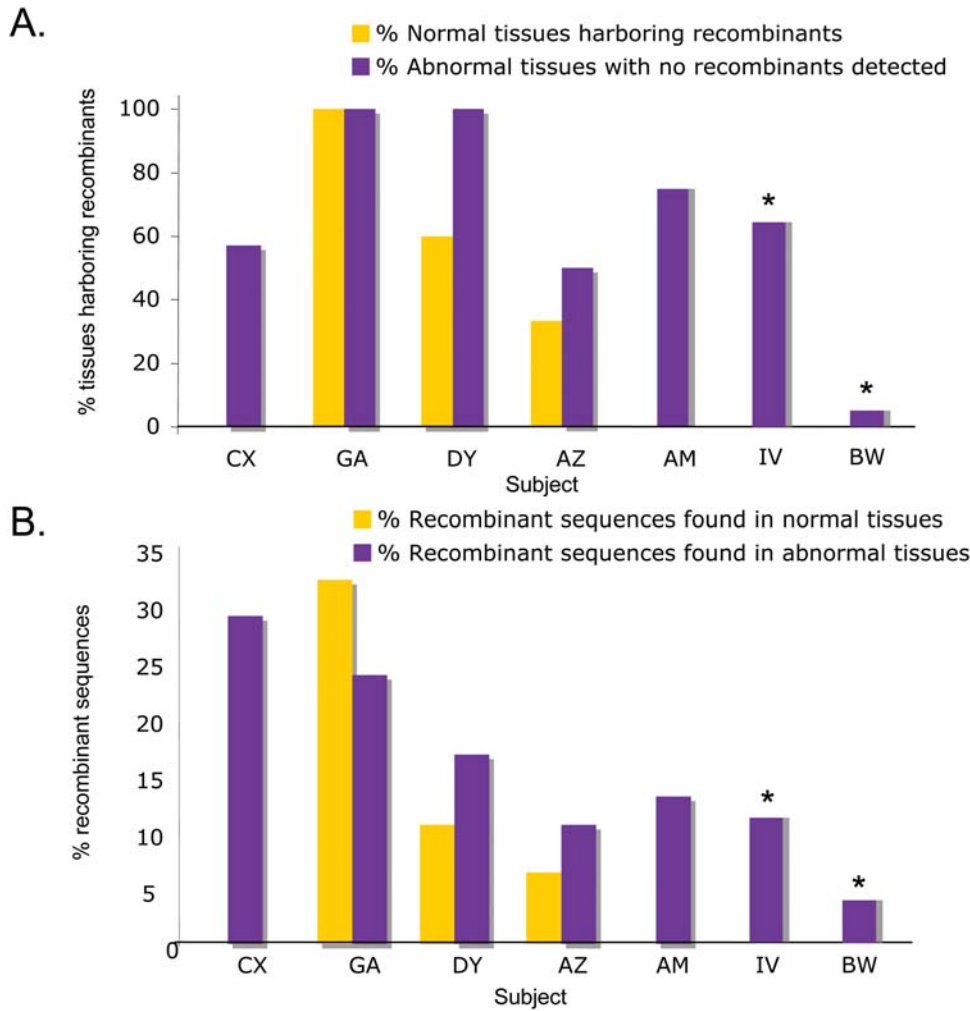 A.
% Normal tissues harboring recombinants
% Abnormal tissues with no recombinants detected
% tissues harboring recombinants
100
80
60
40
20
0
*
*
CX GA DY AZ AM IV BW
Subject
B.
% Recombinant sequences found in normal tissues
% Recombinant sequences found in abnormal tissues
% recombinant sequences
35
30
25
20
15
10
5
0
*
*
CX GA DY AZ AM IV BW
Subject